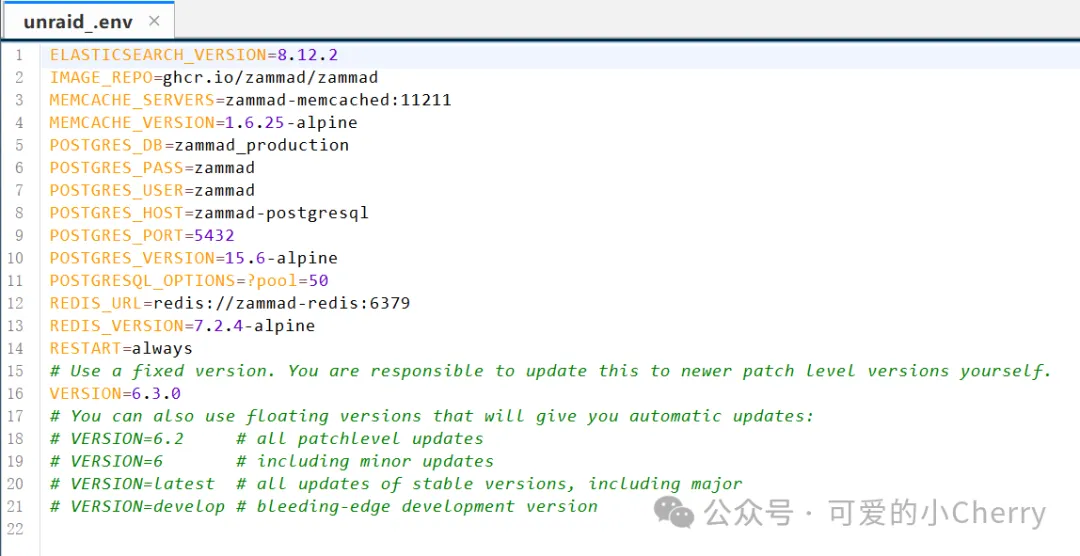 unraid_.env ×
1 ELASTICSEARCH_VERSION=8.12.2
2 IMAGE_REPO=ghcr.io/zammad/zammad
3 MEMCACHE_SERVERS=zammad-memcached:11211
4 MEMCACHE_VERSION=1.6.25-alpine
5 POSTGRES_DB=zammad_production
6 POSTGRES_PASS=zammad
7 POSTGRES_USER=zammad
8 POSTGRES_HOST=zammad-postgresql
9 POSTGRES_PORT=5432
10 POSTGRES_VERSION=15.6-alpine
11 POSTGRESQL_OPTIONS=?pool=50
12 REDIS_URL=redis://zammad-redis:6379
13 REDIS_VERSION=7.2.4-alpine
14 RESTART=always
15 # Use a fixed version. You are responsible to update this to newer patch level versions yourself.
16 VERSION=6.3.0
17 # You can also use floating versions that will give you automatic updates:
18 # VERSION=6.2     # all patchlevel updates
19 # VERSION=6       # including minor updates
20 # VERSION=latest  # all updates of stable versions, including major
21 # VERSION=develop # bleeding-edge development version
22
公众号 · 可爱的小Cherry